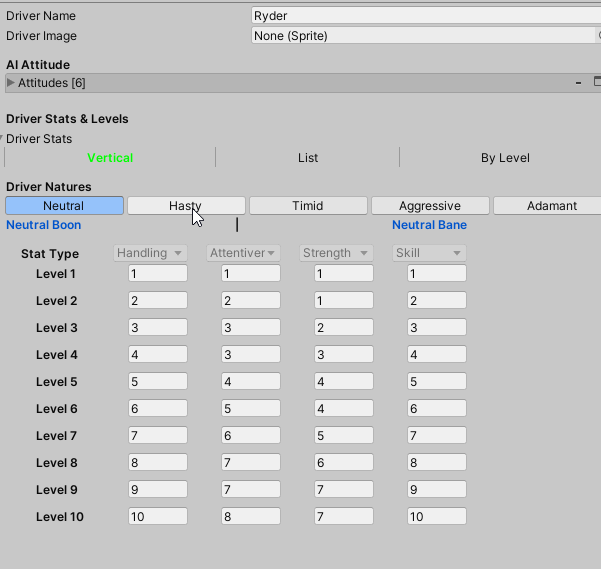 Driver Name Ryder
Driver Image None (Sprite)
AI Attitude
Attitudes [6]
Driver Stats & Levels
Driver Stats
Vertical List By Level
Driver Natures
Neutral Hasty Timid Aggressive Adamant
Neutral Boon | Neutral Bane
Stat Type Handling Attentiver Strength Skill
Level 1 1 1 1 1
Level 2 2 2 1 2
Level 3 3 3 2 3
Level 4 4 3 3 4
Level 5 5 4 4 5
Level 6 6 5 4 6
Level 7 7 6 5 7
Level 8 8 7 6 8
Level 9 9 7 7 9
Level 10 10 8 7 10